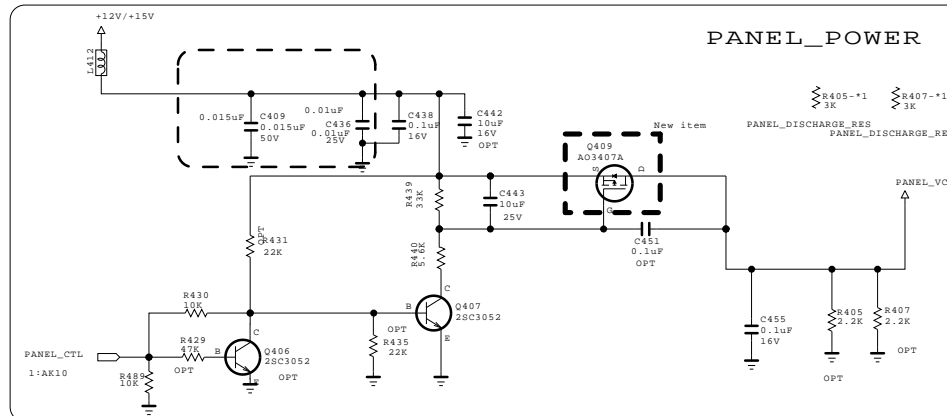 +12V/+15V
PANEL_POWER
L412
0.015uF
C409
0.015uF
50V
0.01uF
C436
0.01uF
25V
C438
0.1uF
16V
C442
10uF
16V
OPT
New item
Q409
AO3407A
S
D
G
R405-*1
3K
R407-*1
3K
PANEL_DISCHARGE_RES
PANEL_DISCHARGE_RE
PANEL_VC
R439
33K
C443
10uF
25V
OPT
R431
22K
R440
5.6K
C451
0.1uF
OPT
R430
10K
C
B
Q407
2SC3052
E
R429
47K
OPT
C
B
Q406
2SC3052
E
OPT
OPT
R435
22K
PANEL_CTL
1:AK10
R489
10K
C455
0.1uF
16V
R405
2.2K
OPT
R407
2.2K
OPT